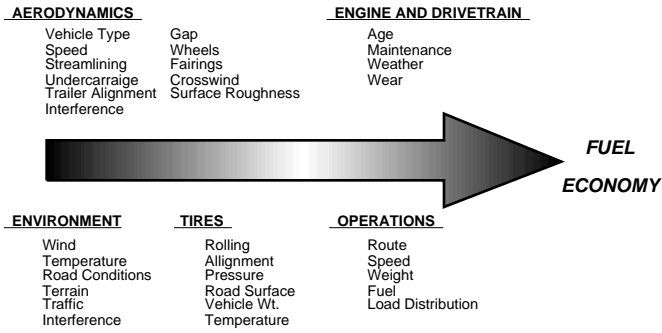 AERODYNAMICS
Vehicle Type
Speed
Streamlining
Undercarraige
Trailer Alignment
Interference
Gap
Wheels
Fairings
Crosswind
Surface Roughness
ENGINE AND DRIVETRAIN
Age
Maintenance
Weather
Wear
FUEL
ECONOMY
ENVIRONMENT
Wind
Temperature
Road Conditions
Terrain
Traffic
Interference
TIRES
Rolling
Allignment
Pressure
Road Surface
Vehicle Wt.
Temperature
OPERATIONS
Route
Speed
Weight
Fuel
Load Distribution